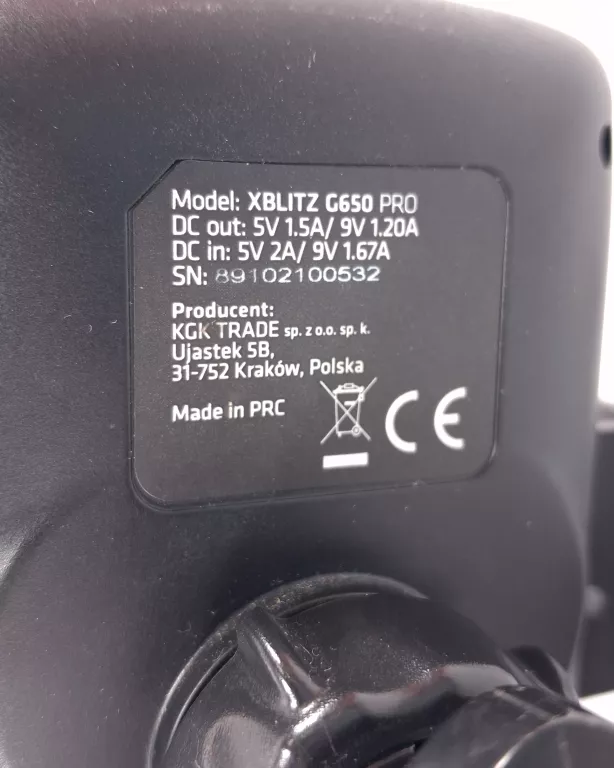 Model: XBLITZ G650 PRO
DC out: 5V 1.5A/ 9V 1.20A
DC in: 5V 2A/ 9V 1.67A
SN: 89102100532
Producent:
KGK TRADE sp. z o.o. sp. k.
Ujastek 5B,
31-752 Kraków, Polska
Made in PRC
CE